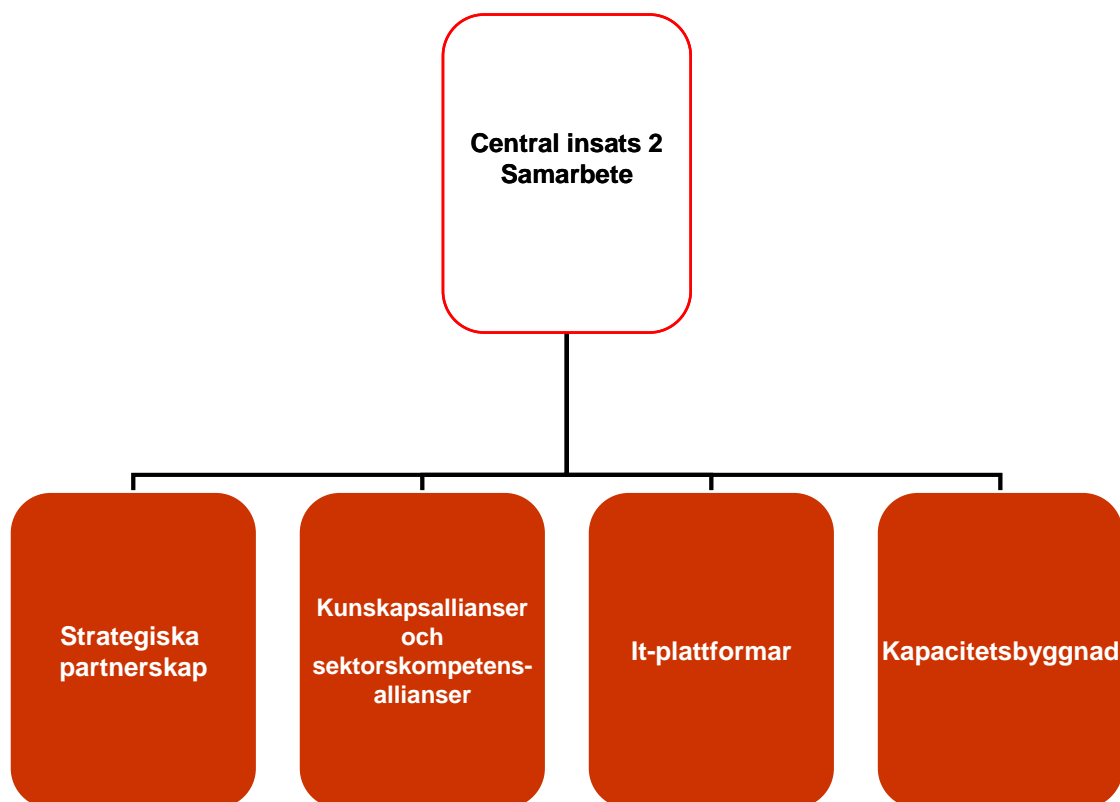 Central insats 2
Samarbete
Strategiska
partnerskap
Kunskapsallianser
och
sektorskompetens-
allianser
It-plattformar
Kapacitetsbyggnad